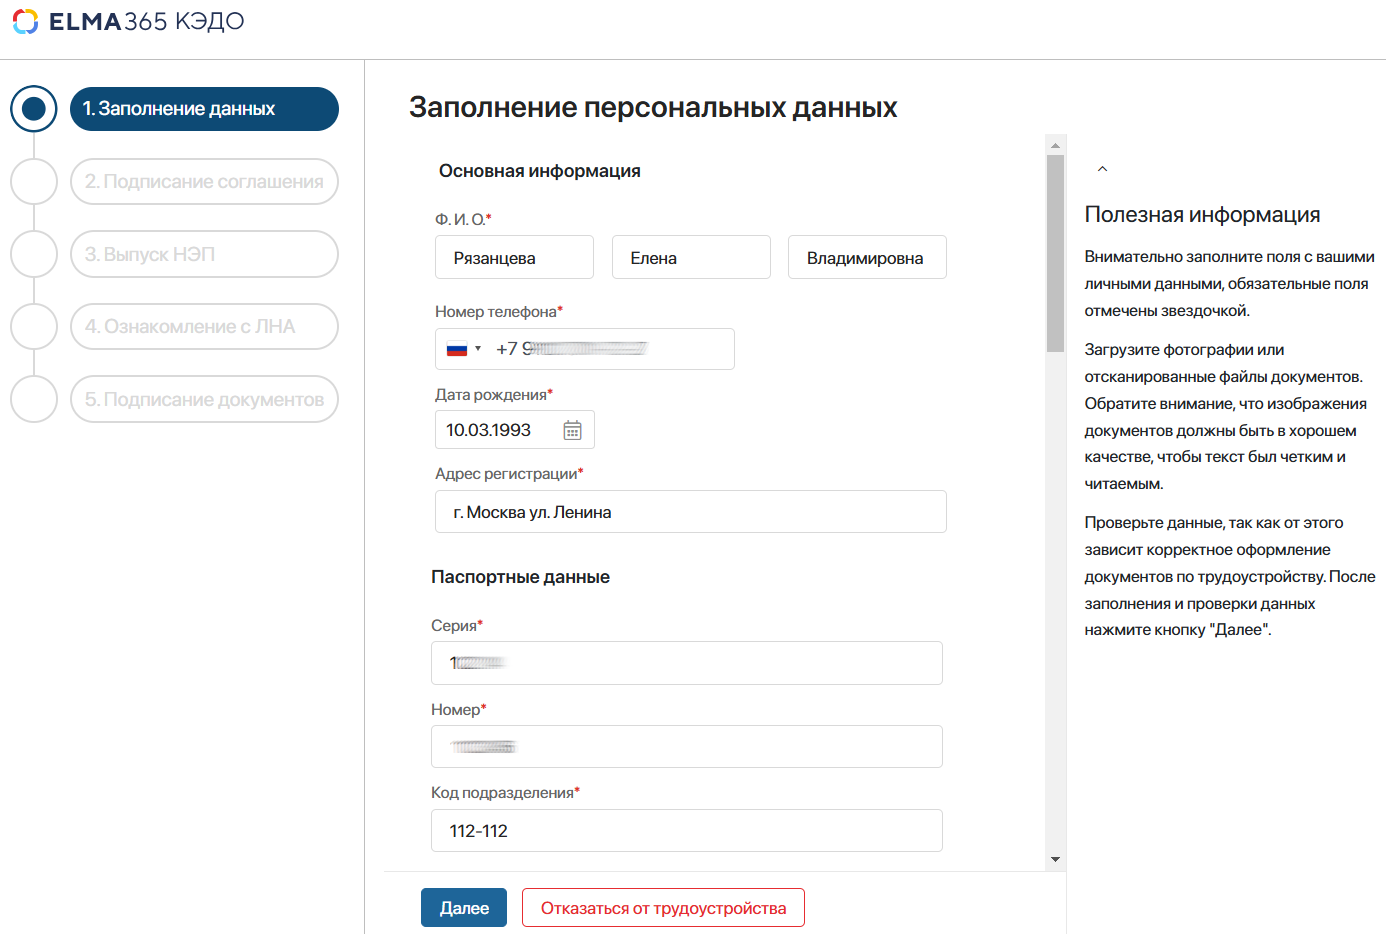 ELMA365 КЭДО
1. Заполнение данных
2. Подписание соглашения
3. Выпуск НЭП
4. Ознакомление с ЛНА
5. Подписание документов
Заполнение персональных данных
Основная информация
Ф. И. О.*
Рязанцева Елена Владимировна
Номер телефона*
+7 9
Дата рождения*
10.03.1993
Адрес регистрации*
г. Москва ул. Ленина
Паспортные данные
Серия*
1
Номер*
Код подразделения*
112-112
Далее Отказаться от трудоустройства
Полезная информация
Внимательно заполните поля с вашими
личными данными, обязательные поля
отмечены звездочкой.
Загрузите фотографии или
отсканированные файлы документов.
Обратите внимание, что изображения
документов должны быть в хорошем
качестве, чтобы текст был четким и
читаемым.
Проверьте данные, так как от этого
зависит корректное оформление
документов по трудоустройству. После
заполнения и проверки данных
нажмите кнопку "Далее".